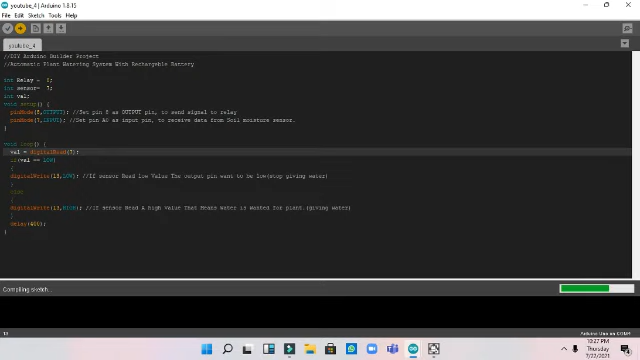 youtube_4 | Arduino 1.8.15
File Edit Sketch Tools Help
youtube_4
//DIY Arduino Builder Project
//Automatic Plant Watering System With Rechargable Battery
int Relay = 8;
int sensor= 7;
int val;
void setup() {
pinMode(8,OUTPUT); //Set pin 8 as OUTPUT pin, to send signal to relay
pinMode(7,INPUT); //Set pin A0 as input pin, to receive data from Soil moisture sensor.
}
void loop() {
val = digitalRead(7);
if(val == LOW)
{
digitalWrite(13,LOW); //If sensor Read low Value The output pin want to be low(stop giving water)
}
else
{
digitalWrite(13,HIGH); //If sensor Read A high value That Means water is wanted for plant.(giving water)
}
delay(400);
}
Compiling sketch...
13
Arduino Uno on COM4
10:27 PM
Thursday
7/22/2021